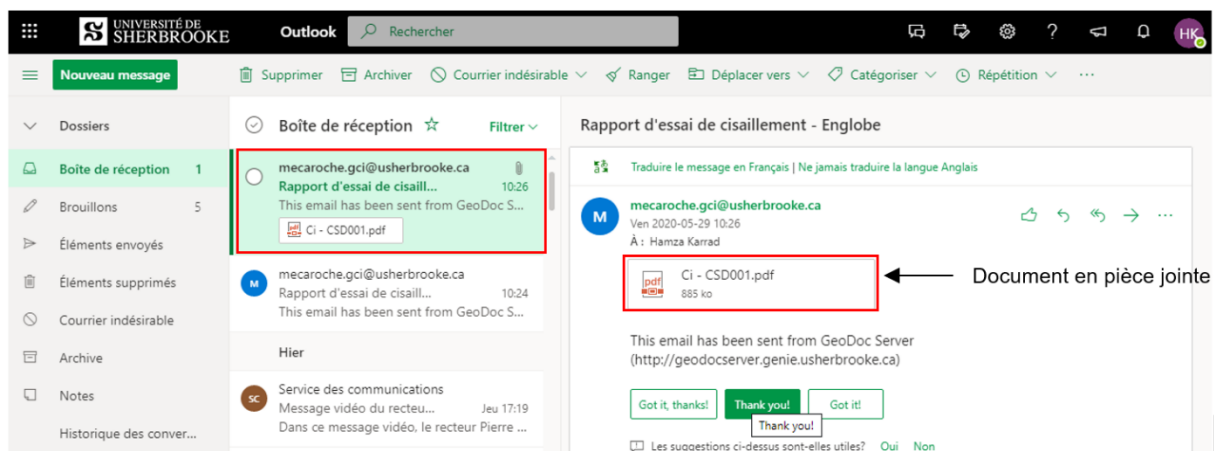 UNIVERSITÉ DE
SHERBROOKE
Outlook
Rechercher
HK
Nouveau message
Supprimer
Archiver
Courrier indésirable
Ranger
Déplacer vers
Catégoriser
Répétition
Dossiers
Boîte de réception 1
Brouillons 5
Éléments envoyés
Éléments supprimés
Courrier indésirable
Archive
Notes
Historique des conver...
Boîte de réception
Filtrer
mecaroche.gci@usherbrooke.ca
Rapport d'essai de cisaill... 10:26
This email has been sent from GeoDoc S...
Ci - CSD001.pdf
M
mecaroche.gci@usherbrooke.ca
Rapport d'essai de cisaill... 10:24
This email has been sent from GeoDoc S...
Hier
SC
Service des communications
Message vidéo du recteu... Jeu 17:19
Dans ce message vidéo, le recteur Pierre ...
Rapport d'essai de cisaillement - Englobe
Traduire le message en Français | Ne jamais traduire la langue Anglais
M
mecaroche.gci@usherbrooke.ca
Ven 2020-05-29 10:26
À : Hamza Karrad
pdf
Ci - CSD001.pdf
885 ko
Document en pièce jointe
This email has been sent from GeoDoc Server
(http://geodocserver.genie.usherbrooke.ca)
Got it, thanks!
Thank you!
Got it!
Thank you!
Les suggestions ci-dessus sont-elles utiles? Oui Non